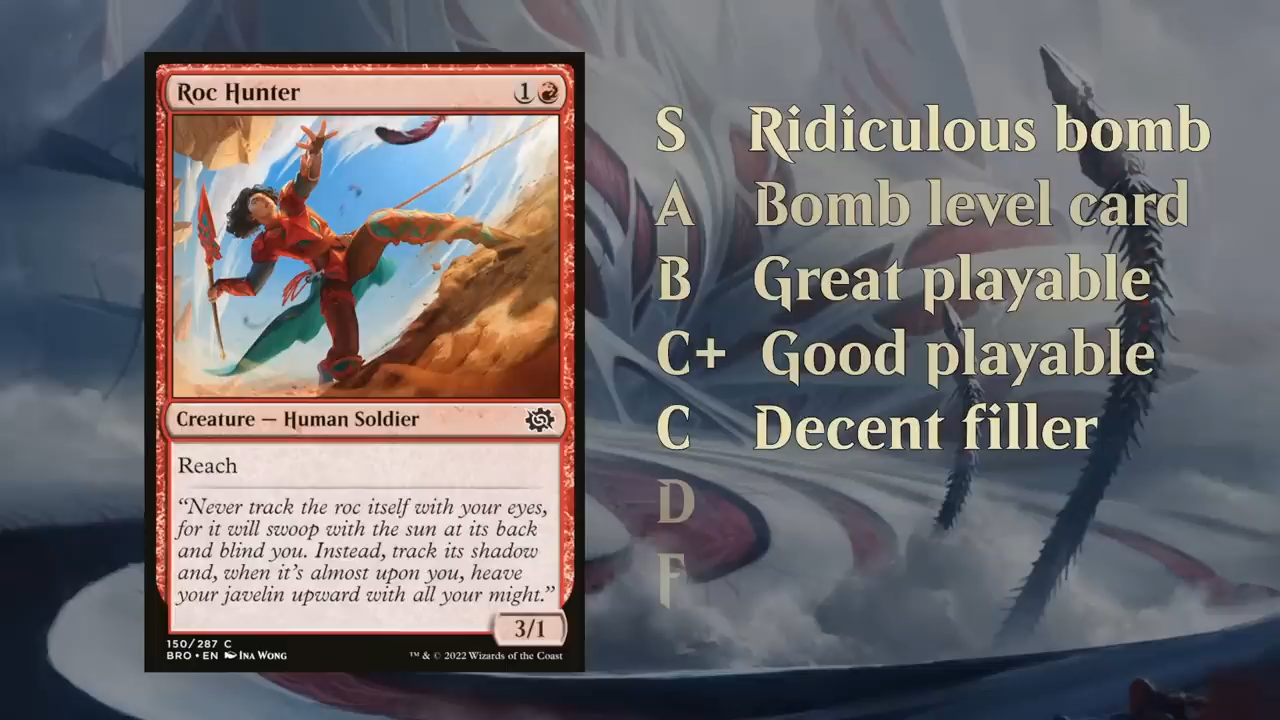 Roc Hunter 1
Creature — Human Soldier
Reach
“Never track the roc itself with your eyes,
for it will swoop with the sun at its back
and blind you. Instead, track its shadow
and, when it’s almost upon you, heave
your javelin upward with all your might.”
3/1
150/287 C
BRO • EN Ina Wong
™ & © 2022 Wizards of the Coast
S Ridiculous bomb
A Bomb level card
B Great playable
C+ Good playable
C Decent filler
D
F